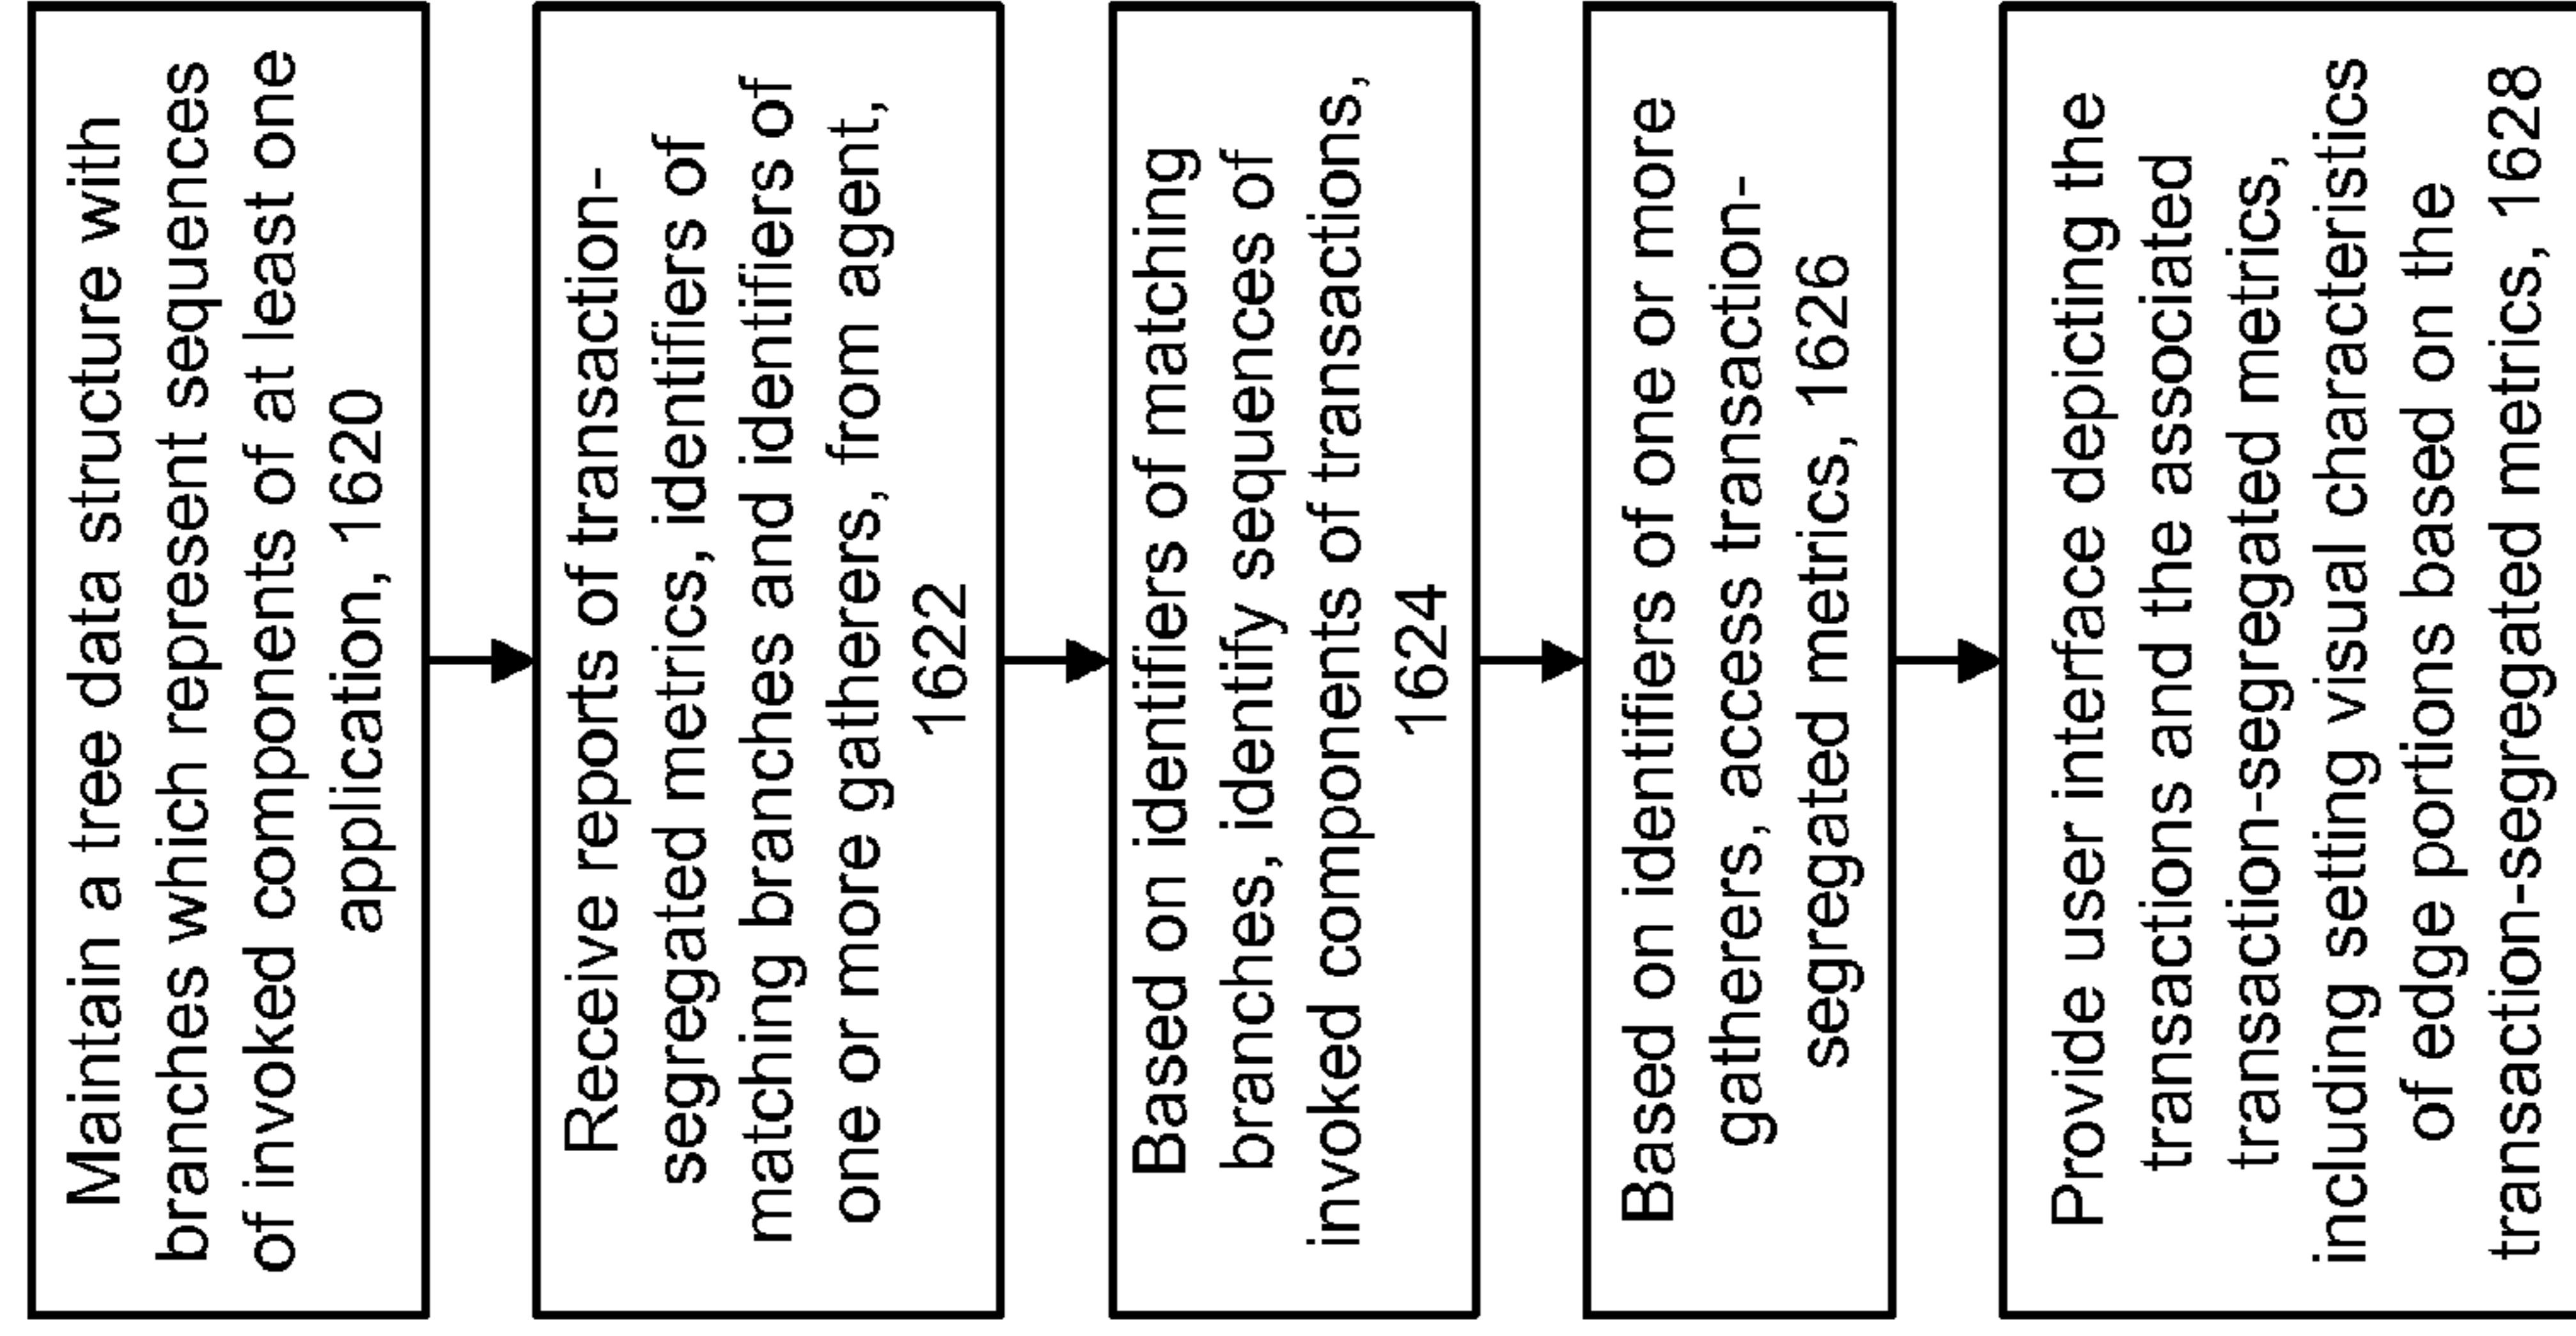 Maintain a tree data structure with
branches which represent sequences
of invoked components of at least one
application, 1620
Receive reports of transaction-
segregated metrics, identifiers of
matching branches and identifiers of
one or more gatherers, from agent,
1622
Based on identifiers of matching
branches, identify sequences of
invoked components of transactions,
1624
Based on identifiers of one or more
gatherers, access transaction-
segregated metrics, 1626
Provide user interface depicting the
transactions and the associated
transaction-segregated metrics,
including setting visual characteristics
of edge portions based on the
transaction-segregated metrics, 1628